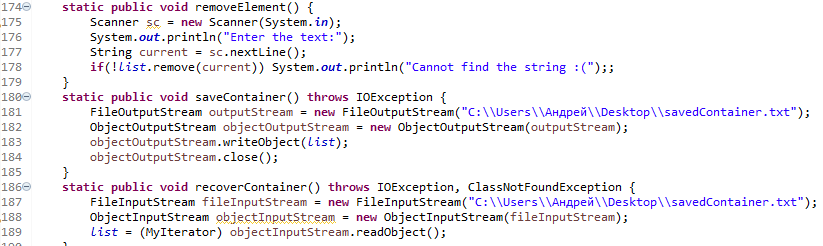 174 static public void removeElement() {
175 Scanner sc = new Scanner(System.in);
176 System.out.println("Enter the text:");
177 String current = sc.nextLine();
178 if(!list.remove(current)) System.out.println("Cannot find the string :(");;
179 }
180 static public void saveContainer() throws IOException {
181 FileOutputStream outputStream = new FileOutputStream("C:\\Users\\Андрей\\Desktop\\savedContainer.txt");
182 ObjectOutputStream objectOutputStream = new ObjectOutputStream(outputStream);
183 objectOutputStream.writeObject(list);
184 objectOutputStream.close();
185 }
186 static public void recoverContainer() throws IOException, ClassNotFoundException {
187 FileInputStream fileInputStream = new FileInputStream("C:\\Users\\Андрей\\Desktop\\savedContainer.txt");
188 ObjectInputStream objectInputStream = new ObjectInputStream(fileInputStream);
189 list = (MyIterator) objectInputStream.readObject();